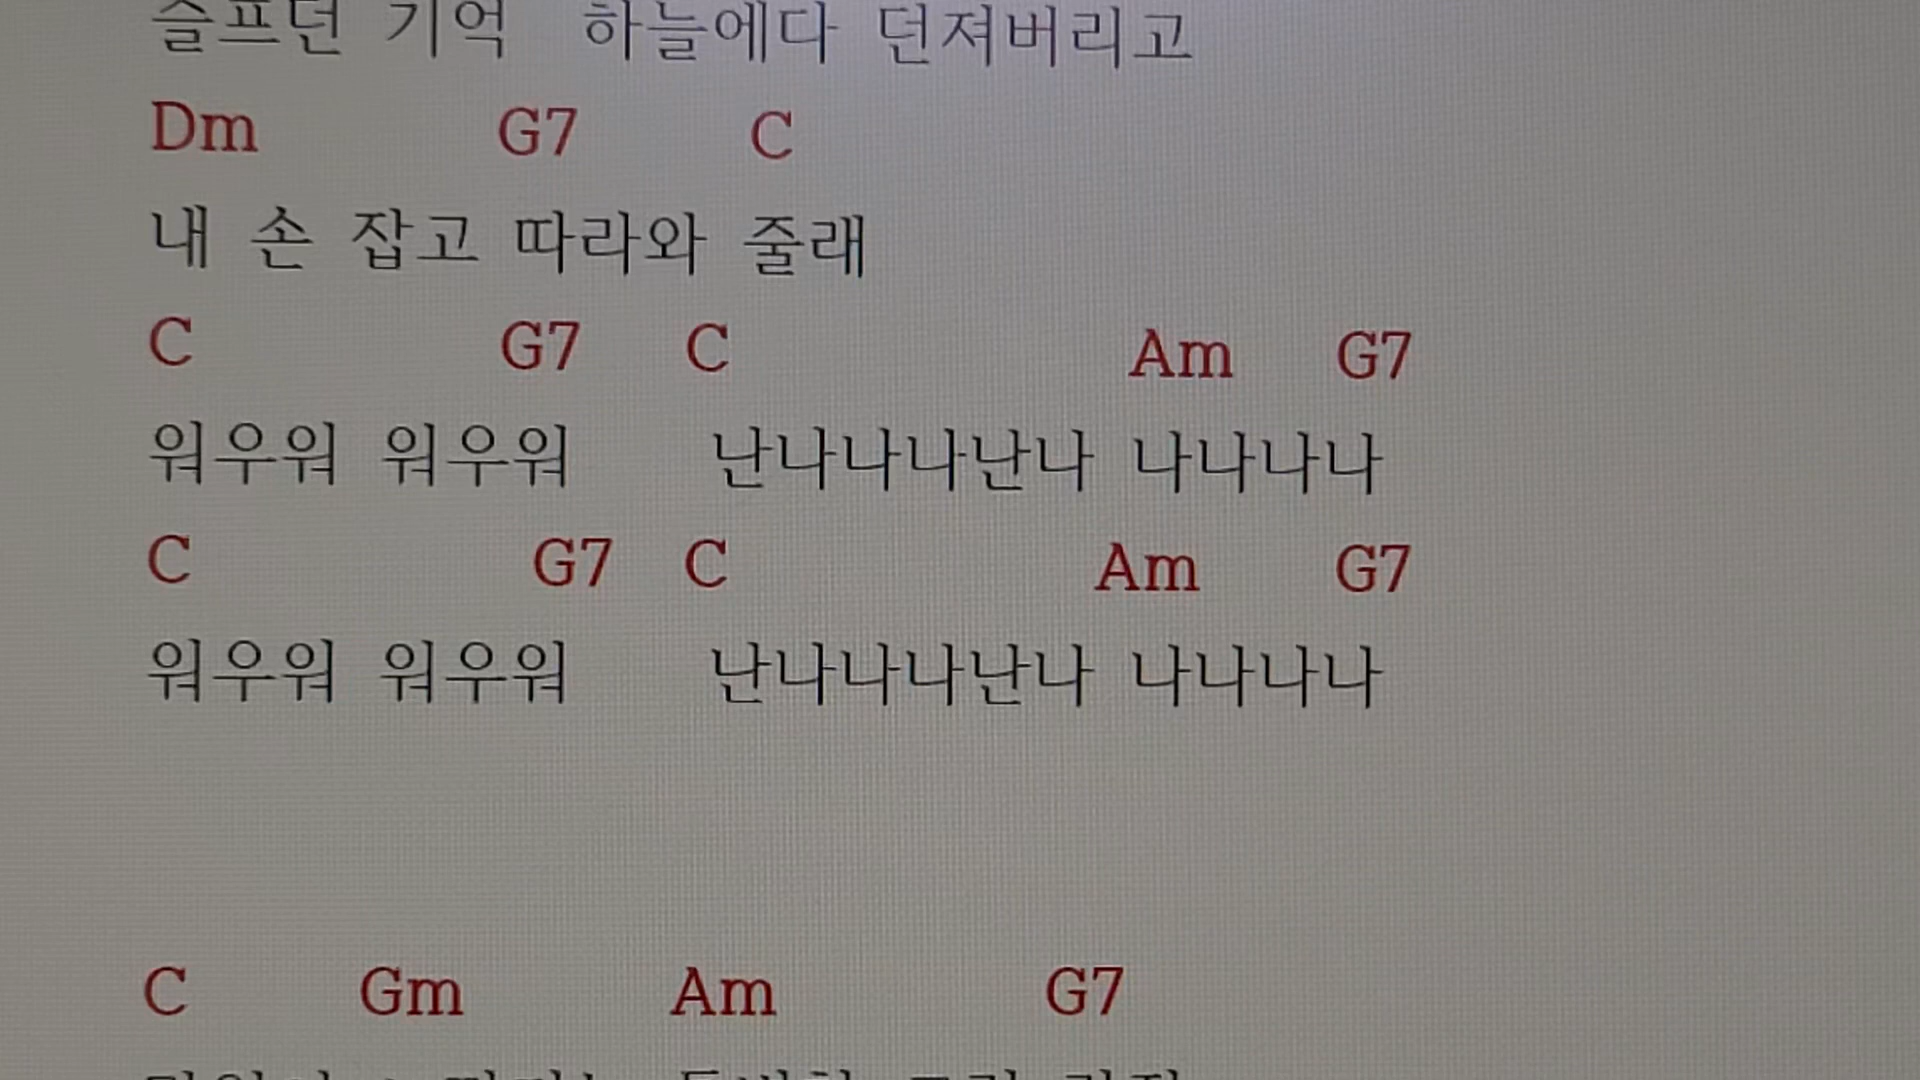 슬프던 기억 하늘에다 던져버리고
Dm G7 C
내 손 잡고 따라와 줄래
C G7 C Am G7
워우워 워우워 난나나나난나 나나나나
C G7 C Am G7
워우워 워우워 난나나나난나 나나나나
C Gm Am G7